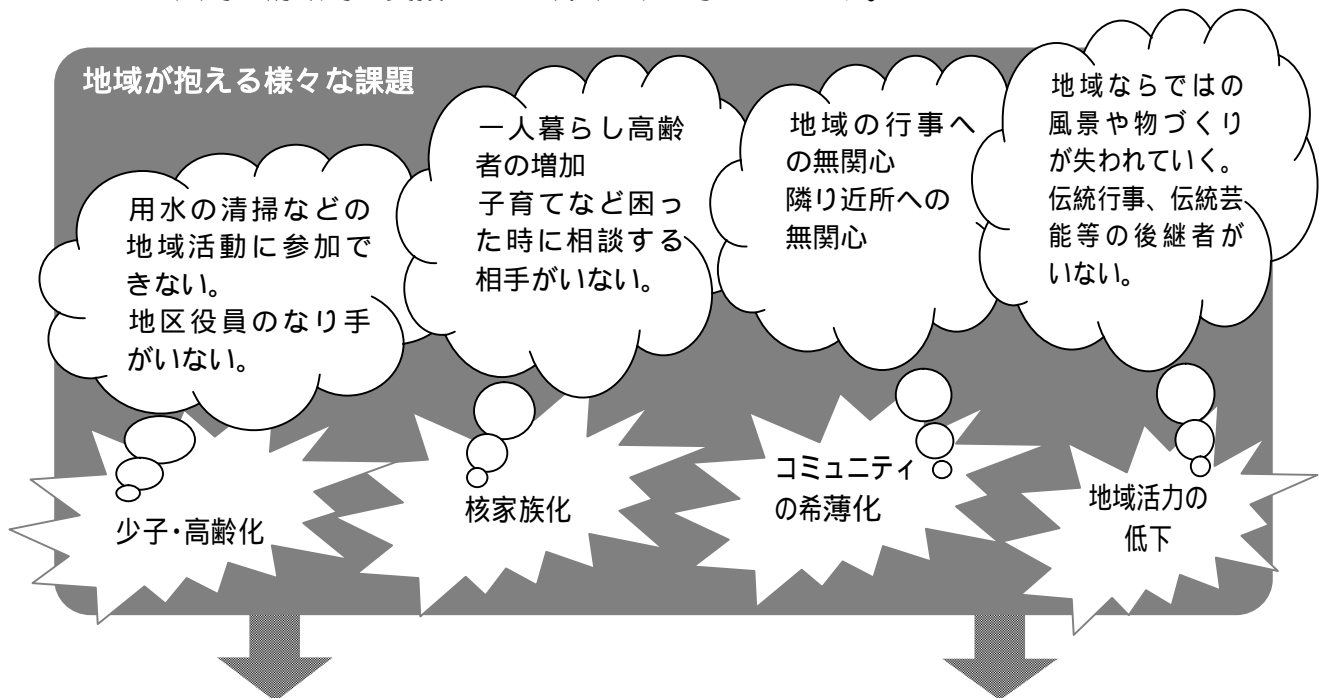 地域が抱える様々な課題
用水の清掃などの
地域活動に参加で
きない。
地区役員のなり手
がいない。
一人暮らし高齢
者の増加
子育てなど困っ
た時に相談する
相手がいない。
地域の行事へ
の無関心
隣り近所への
無関心
地域ならではの
風景や物づくり
が失われていく。
伝統行事、伝統芸
能等の後継者が
いない。
少子・高齢化
核家族化
コミュニティ
の希薄化
地域活力の
低下